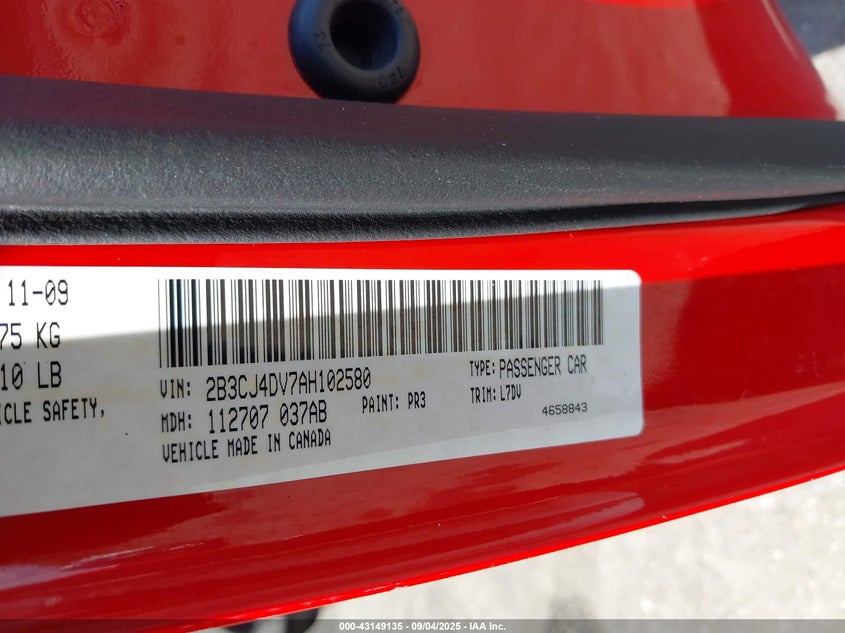 11-09
75 KG
10 LB
ICLE SAFETY,
VIN: 2B3CJ4DV7AH102580
TYPE: PASSENGER CAR
MDH: 112707 037AB
PAINT: PR3
TRIM: L7DV
VEHICLE MADE IN CANADA
4658843
000-43149135 - 09/04/2025 - IAA Inc.